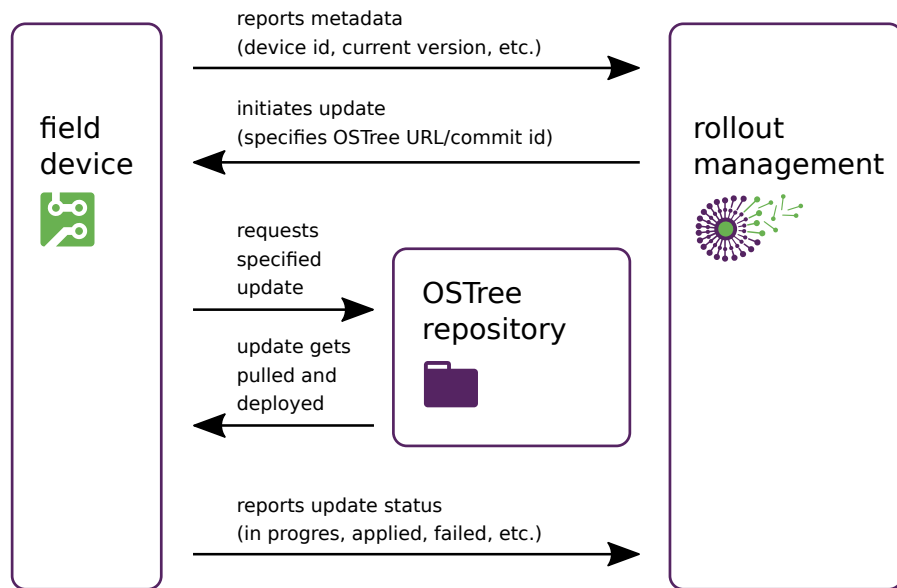 reports metadata
(device id, current version, etc.)
initiates update
(specifies OSTree URL/commit id)
field
device
rollout
management
requests
specified
update
OSTree
repository
update gets
pulled and
deployed
reports update status
(in progres, applied, failed, etc.)